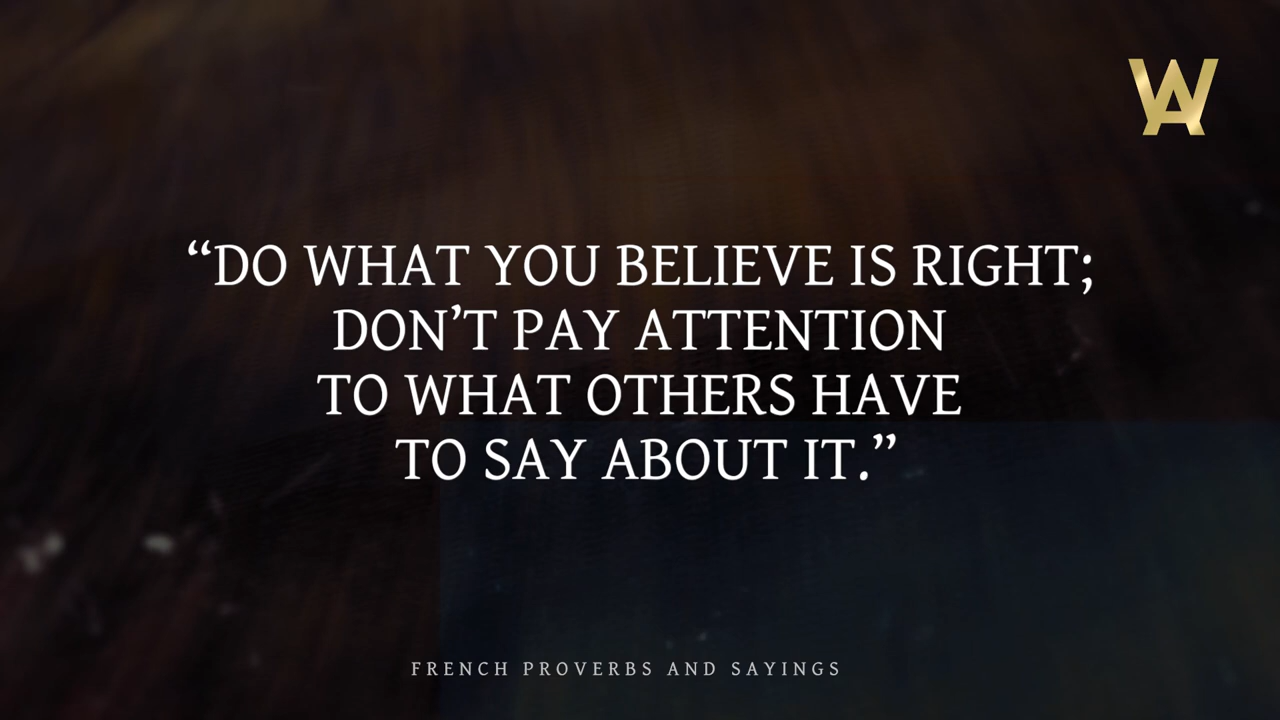 WA
“DO WHAT YOU BELIEVE IS RIGHT;
DON’T PAY ATTENTION
TO WHAT OTHERS HAVE
TO SAY ABOUT IT.”
FRENCH PROVERBS AND SAYINGS